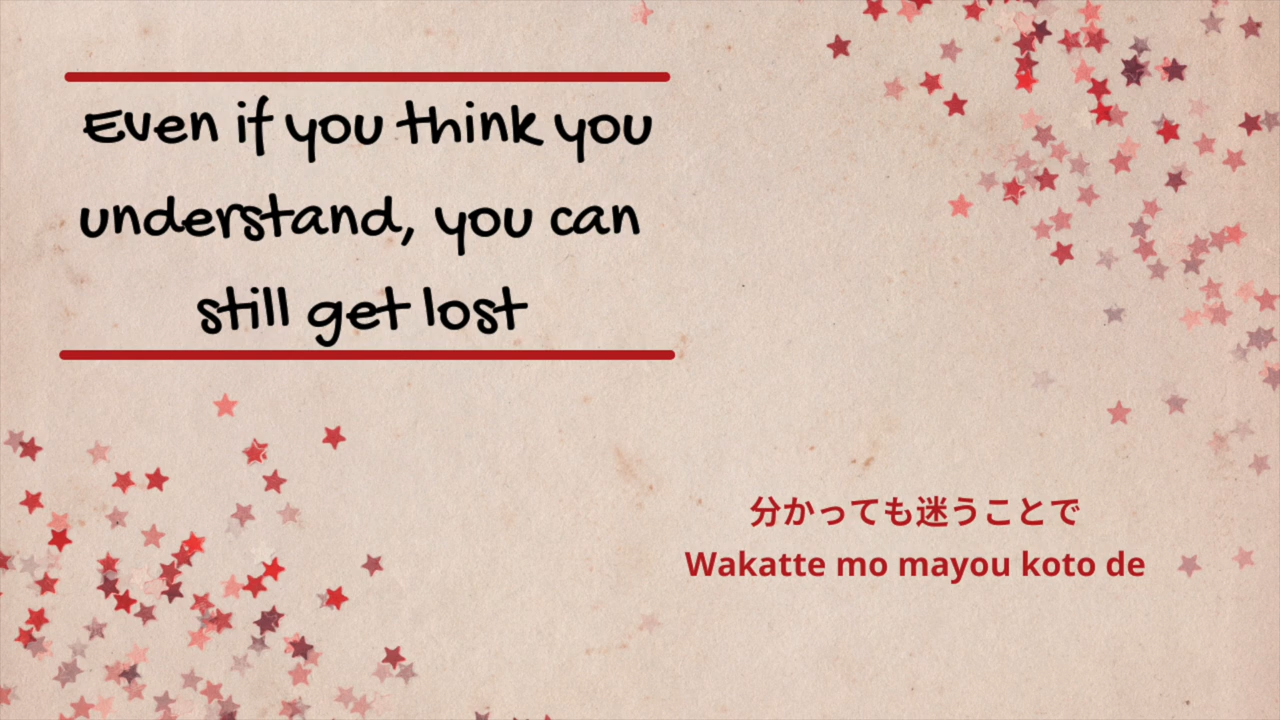 Even if you think you
understand, you can
still get lost
分かっても迷うことで
Wakatte mo mayou koto de